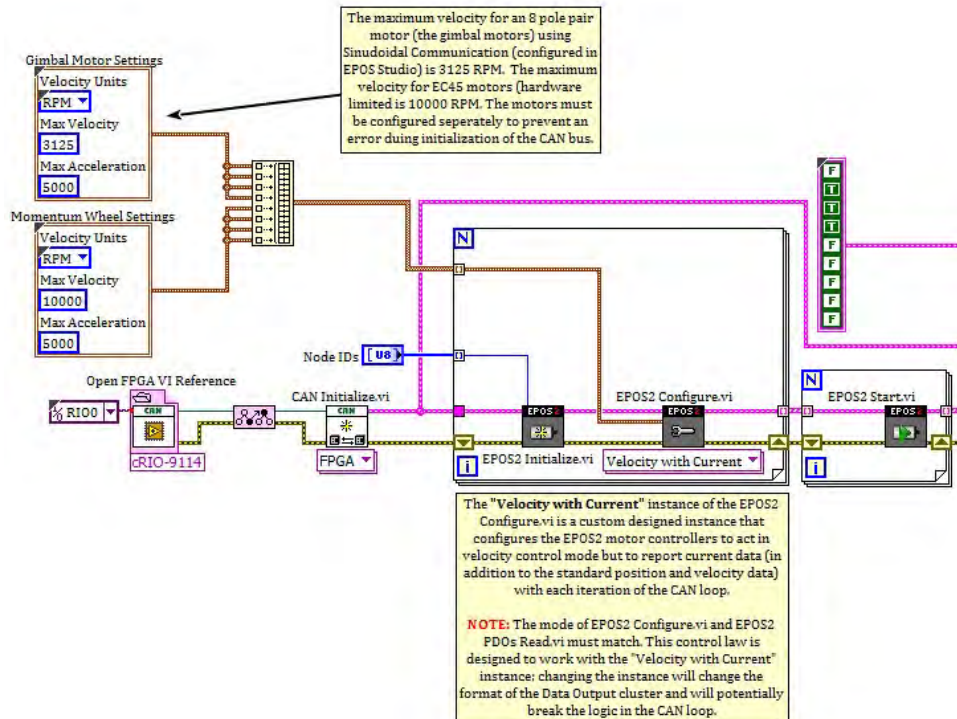 The maximum velocity for an 8 pole pair
motor (the gimbal motors) using
Sinudoidal Communication (configured in
EPOS Studio) is 3125 RPM. The maximum
velocity for EC45 motors (hardware
limited is 10000 RPM. The motors must
be configured seperately to prevent an
error duing initialization of the CAN bus.
Gimbal Motor Settings
Velocity Units
RPM
Max Velocity
3125
Max Acceleration
5000
Momentum Wheel Settings
Velocity Units
RPM
Max Velocity
10000
Max Acceleration
5000
F
T
T
T
F
F
F
F
F
N
Node IDs
U8
Open FPGA VI Reference
RIO0
CAN
cRIO-9114
CAN Initialize.vi
CAN
FPGA
EPOS2
EPOS2 Initialize.vi
i
EPOS2 Configure.vi
EPOS2
Velocity with Current
N
EPOS2 Start.vi
EPOS2
i
The "Velocity with Current" instance of the EPOS2
Configure.vi is a custom designed instance that
configures the EPOS2 motor controllers to act in
velocity control mode but to report current data (in
addition to the standard position and velocity data)
with each iteration of the CAN loop.
NOTE: The mode of EPOS2 Configure.vi and EPOS2
PDOs Read.vi must match. This control law is
designed to work with the "Velocity with Current"
instance; changing the instance will change the
format of the Data Output cluster and will potentially
break the logic in the CAN loop.